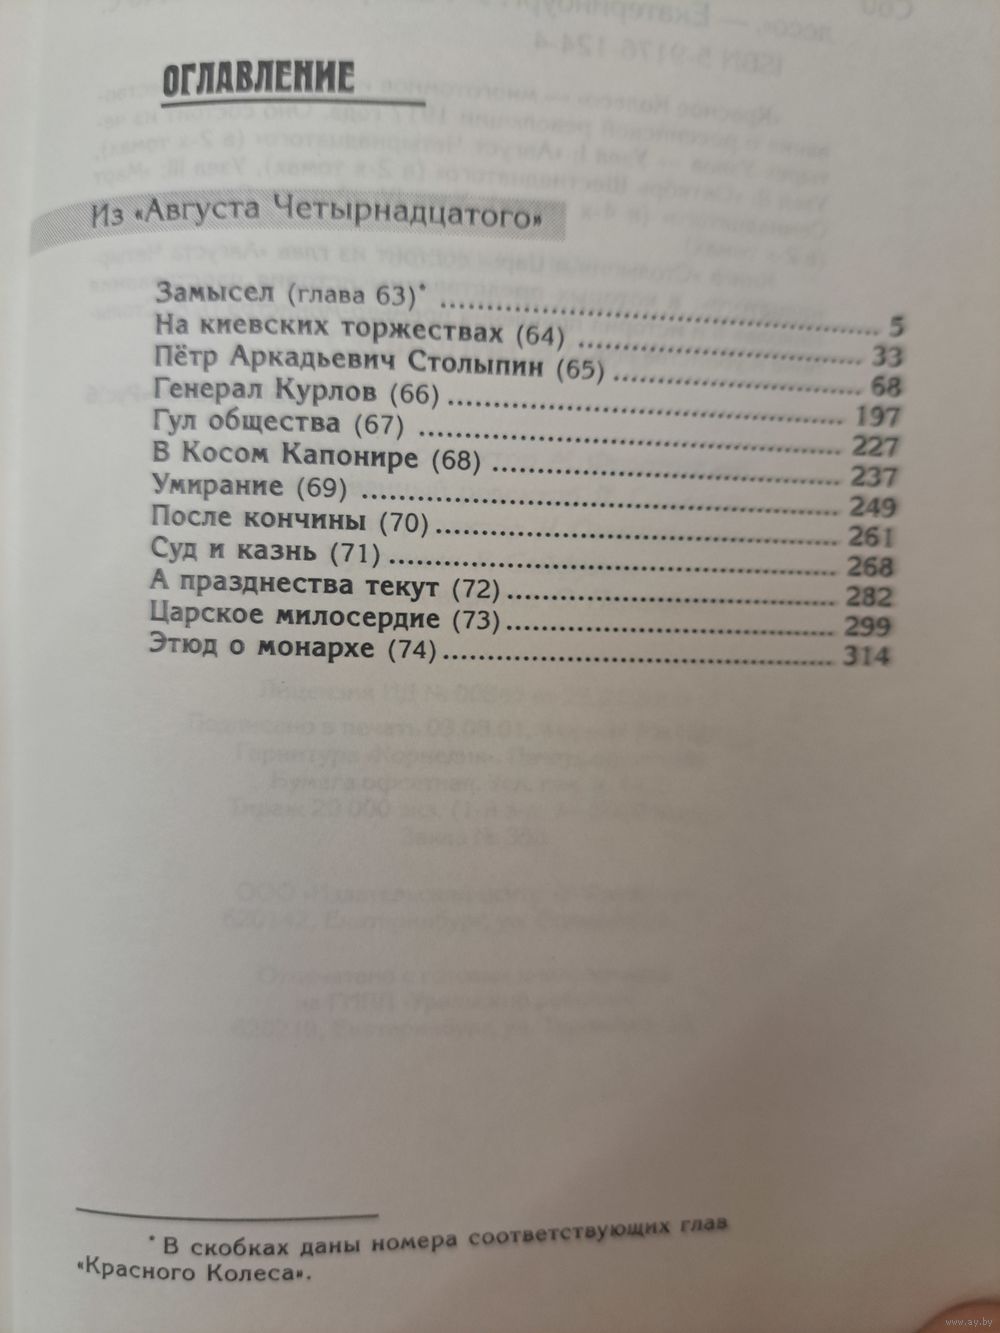 ОГЛАВЛЕНИЕ
Из «Августа Четырнадцатого»
Замысел (глава 63)* ........ 5
На киевских торжествах (64) ........ 33
Пётр Аркадьевич Столыпин (65) ........ 68
Генерал Курлов (66) ........ 197
Гул общества (67) ........ 227
В Косом Капонире (68) ........ 237
Умирание (69) ........ 249
После кончины (70) ........ 261
Суд и казнь (71) ........ 268
А празднества текут (72) ........ 282
Царское милосердие (73) ........ 299
Этюд о монархе (74) ........ 314
* В скобках даны номера соответствующих глав
«Красного Колеса».
www.ay.by